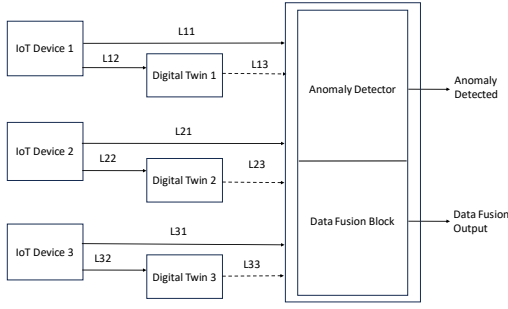 IoT Device 1
L11
L12
Digital Twin 1
L13
IoT Device 2
L21
L22
Digital Twin 2
L23
IoT Device 3
L31
L32
Digital Twin 3
L33
Anomaly Detector
Data Fusion Block
Anomaly
Detected
Data Fusion
Output